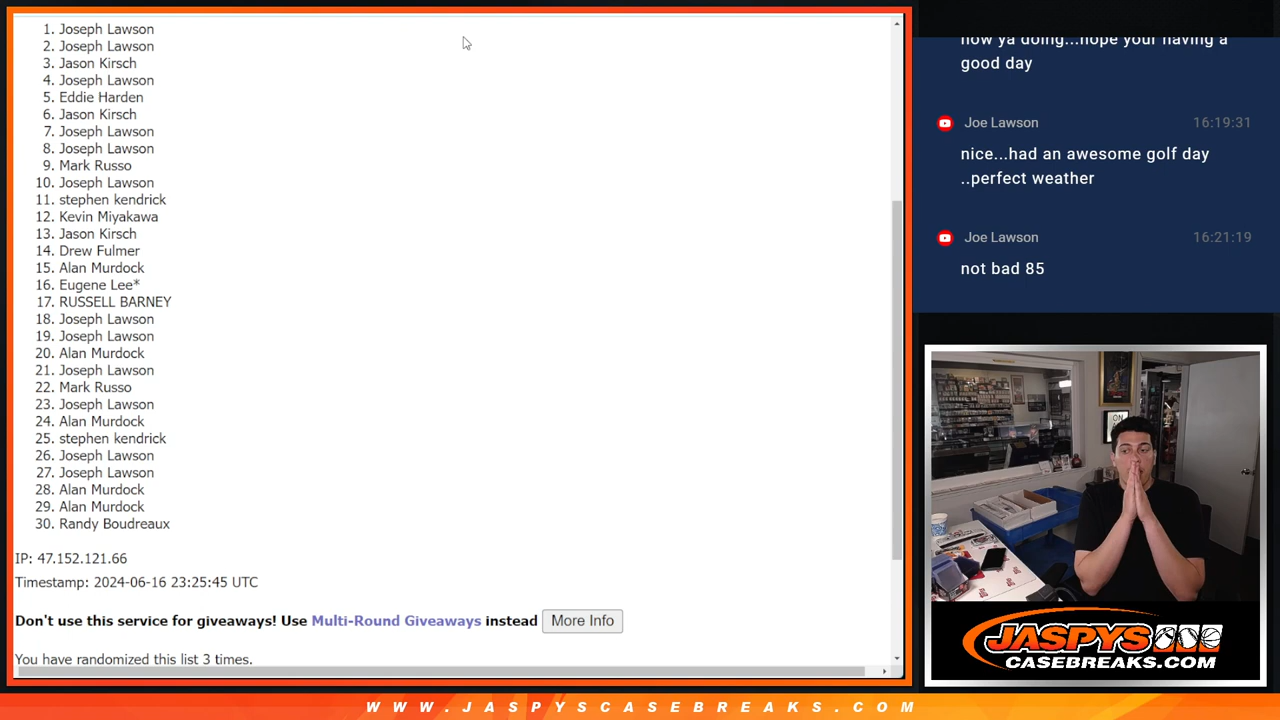 1. Joseph Lawson
2. Joseph Lawson
3. Jason Kirsch
4. Joseph Lawson
5. Eddie Harden
6. Jason Kirsch
7. Joseph Lawson
8. Joseph Lawson
9. Mark Russo
10. Joseph Lawson
11. stephen kendrick
12. Kevin Miyakawa
13. Jason Kirsch
14. Drew Fulmer
15. Alan Murdock
16. Eugene Lee*
17. RUSSELL BARNEY
18. Joseph Lawson
19. Joseph Lawson
20. Alan Murdock
21. Joseph Lawson
22. Mark Russo
23. Joseph Lawson
24. Alan Murdock
25. stephen kendrick
26. Joseph Lawson
27. Joseph Lawson
28. Alan Murdock
29. Alan Murdock
30. Randy Boudreaux
IP: 47.152.121.66
Timestamp: 2024-06-16 23:25:45 UTC
Don't use this service for giveaways! Use Multi-Round Giveaways instead More Info
You have randomized this list 3 times.
how ya doing...hope your having a
good day
Joe Lawson 16:19:31
nice...had an awesome golf day
..perfect weather
Joe Lawson 16:21:19
not bad 85
ON
JASPYS
CASEBREAKS.COM
WWW.JASPYSCASEBREAKS.COM